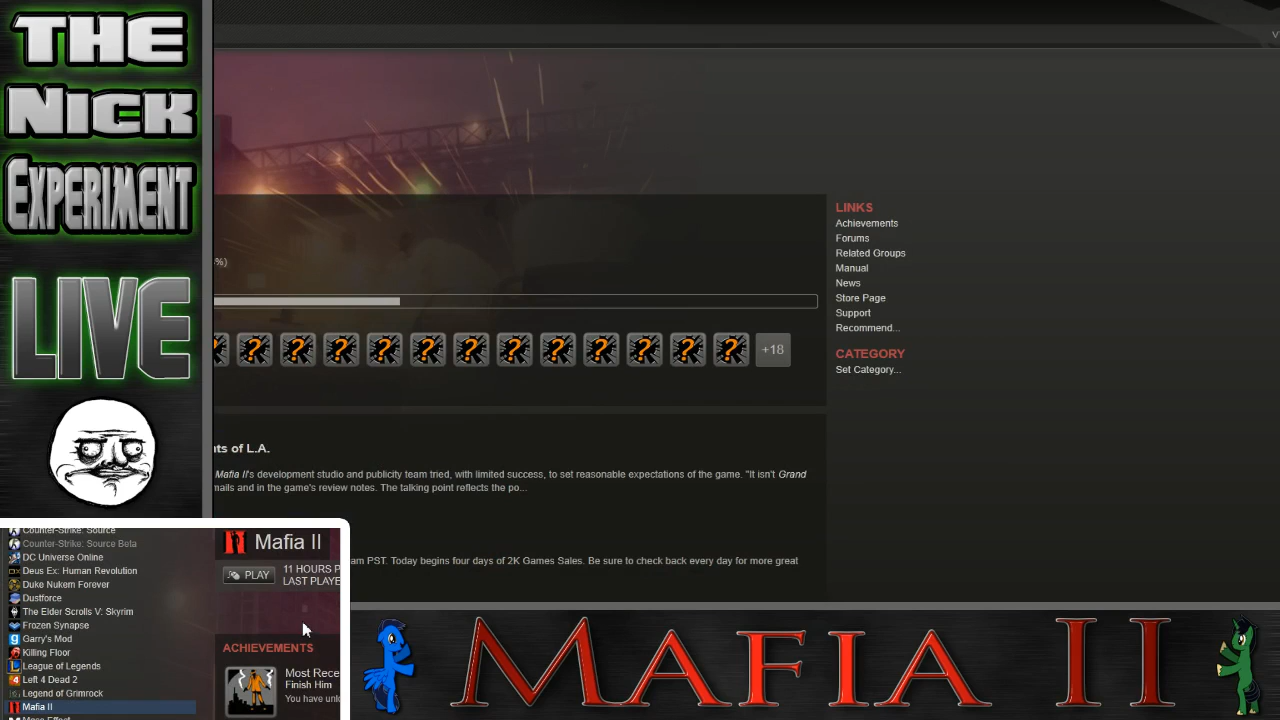 THE
NICK
EXPERIMENT
LIVE
%)
LINKS
Achievements
Forums
Related Groups
Manual
News
Store Page
Support
Recommend...
CATEGORY
Set Category...
+18
nts of L.A.
Mafia II's development studio and publicity team tried, with limited success, to set reasonable expectations of the game. "It isn't Grand
mails and in the game's review notes. The talking point reflects the po...
am PST. Today begins four days of 2K Games Sales. Be sure to check back every day for more great
Counter-Strike: Source
Counter-Strike: Source Beta
DC Universe Online
Deus Ex: Human Revolution
Duke Nukem Forever
Dustforce
The Elder Scrolls V: Skyrim
Frozen Synapse
Garry's Mod
Killing Floor
League of Legends
Left 4 Dead 2
Legend of Grimrock
Mafia II
Mass Effect
Mafia II
PLAY
11 HOURS P
LAST PLAYE
ACHIEVEMENTS
Most Rece
Finish Him
You have unl
MAFIA II